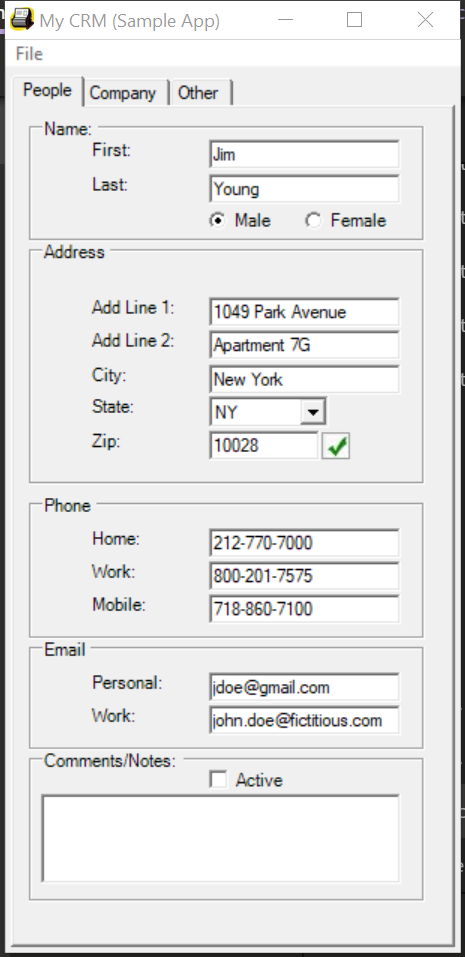 My CRM (Sample App)
File
People Company Other
Name:
First: Jim
Last: Young
Male Female
Address
Add Line 1: 1049 Park Avenue
Add Line 2: Apartment 7G
City: New York
State: NY
Zip: 10028
Phone
Home: 212-770-7000
Work: 800-201-7575
Mobile: 718-860-7100
Email
Personal: jdoe@gmail.com
Work: john.doe@fictitious.com
Comments/Notes:
Active